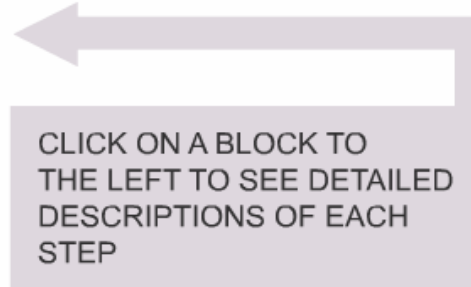 CLICK ON A BLOCK TO
THE LEFT TO SEE DETAILED
DESCRIPTIONS OF EACH
STEP